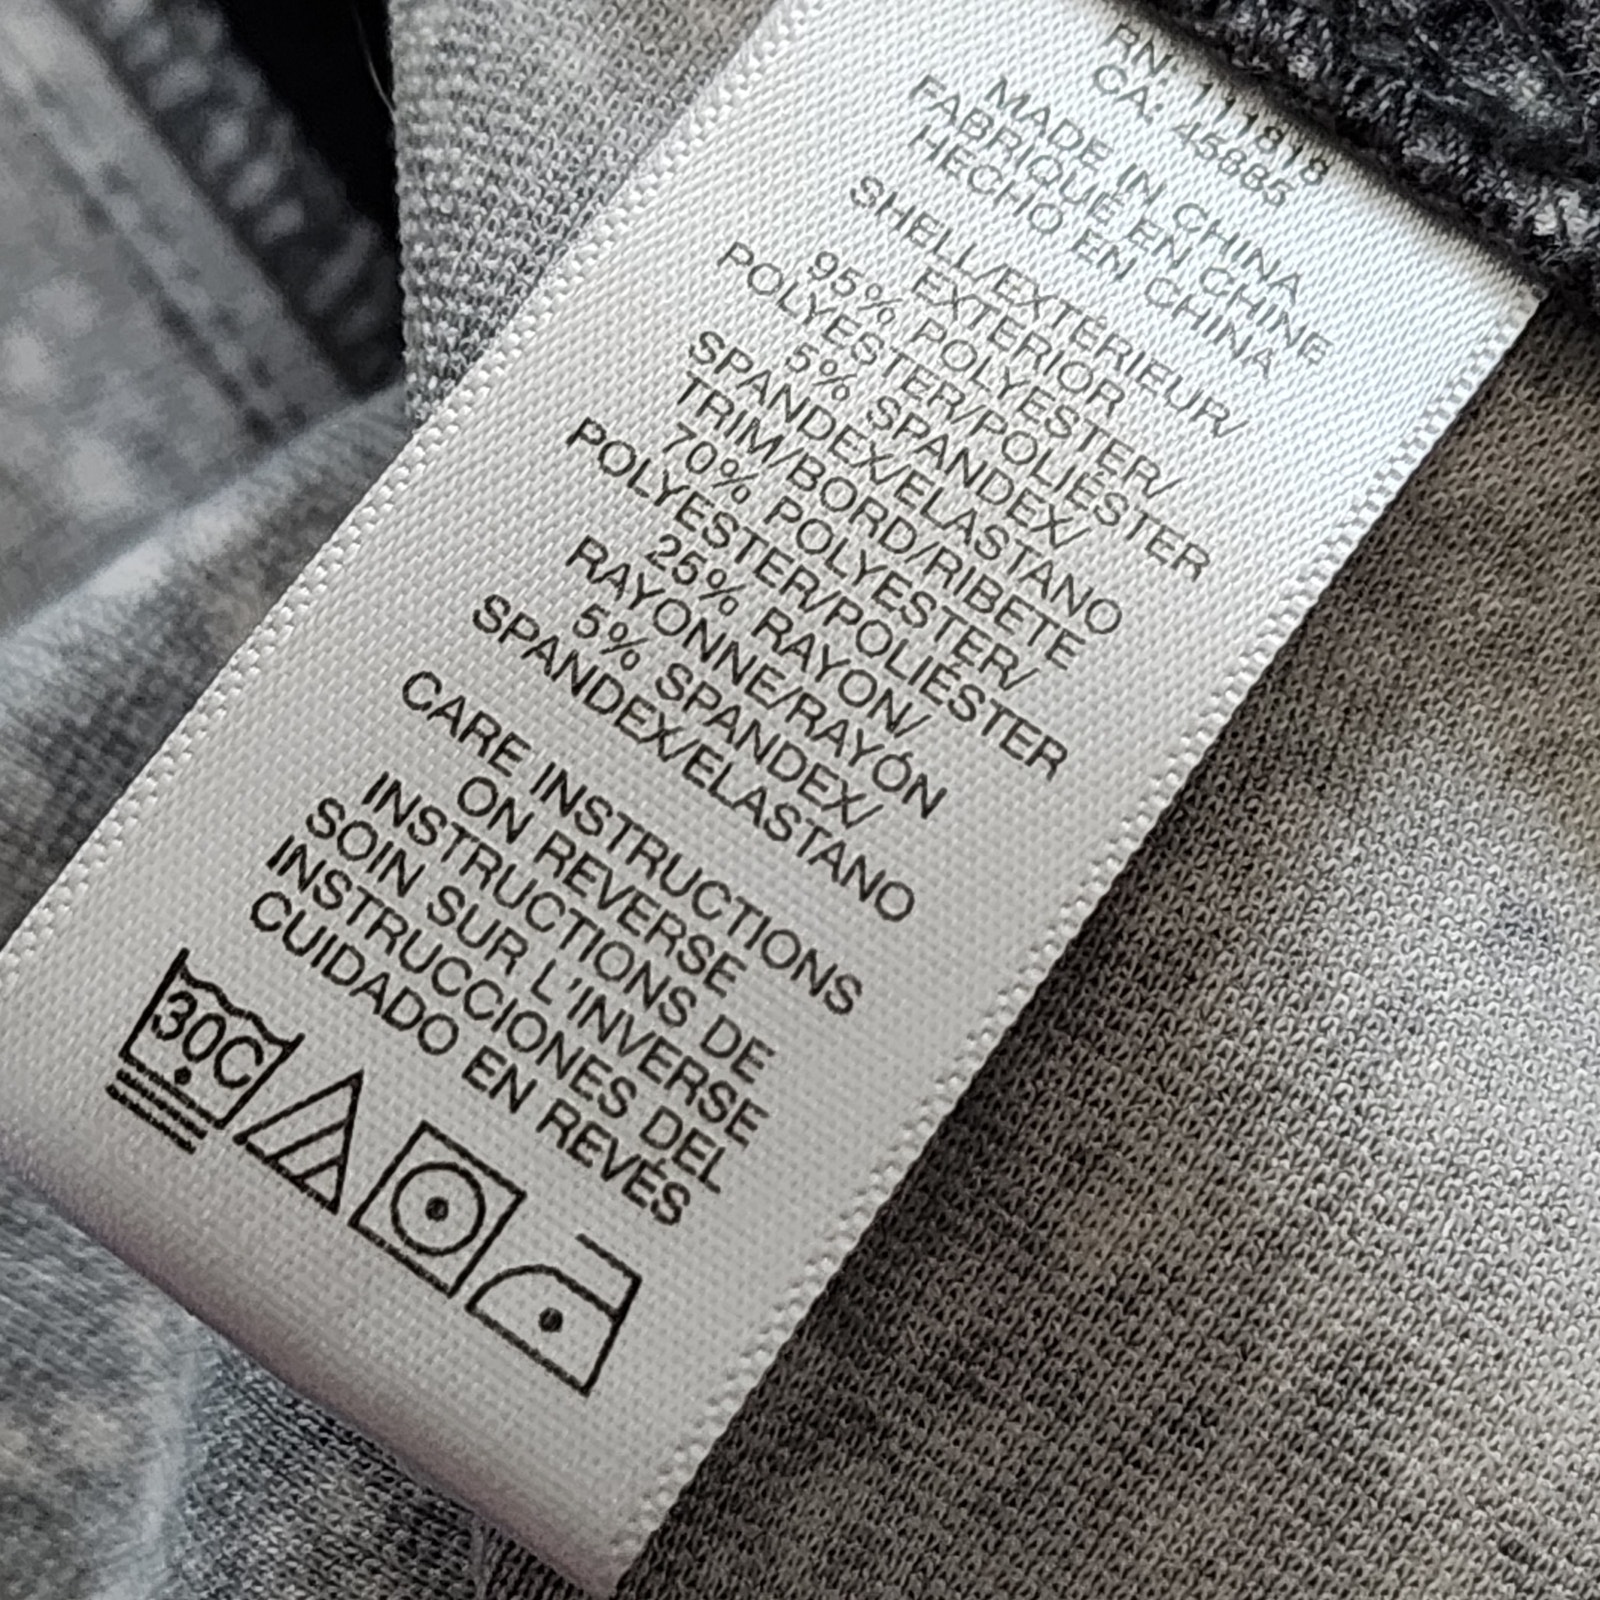 RN: 111818
CA: 45885
MADE IN CHINA
FABRIQUÉ EN CHINE
HECHO EN CHINA
SHELL/EXTÉRIEUR/
EXTERIOR
95% POLYESTER/
POLYESTER/POLIÉSTER
5% SPANDEX/
SPANDEX/ELASTANO
TRIM/BORD/RIBETE
70% POLYESTER/
POLYESTER/POLIÉSTER
25% RAYON/
RAYONNE/RAYÓN
5% SPANDEX/
SPANDEX/ELASTANO
CARE INSTRUCTIONS
ON REVERSE
INSTRUCTIONS DE
SOIN SUR L'INVERSE
INSTRUCCIONES DEL
CUIDADO EN REVÉS
30C